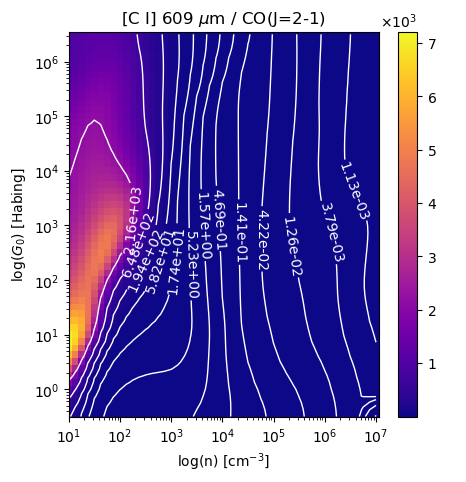 [C I] 609 μm / CO(J=2-1)
×10³
7
6
5
4
3
2
1
10⁶
10⁵
10⁴
10³
10²
10¹
10⁰
log(G₀) [Habing]
2.16e+03
6.48e+02
1.94e+02
5.82e+01
1.74e+01
5.23e+00
1.57e+00
4.69e-01
1.41e-01
4.22e-02
1.26e-02
3.79e-03
1.13e-03
10¹ 10² 10³ 10⁴ 10⁵ 10⁶ 10⁷
log(n) [cm⁻³]